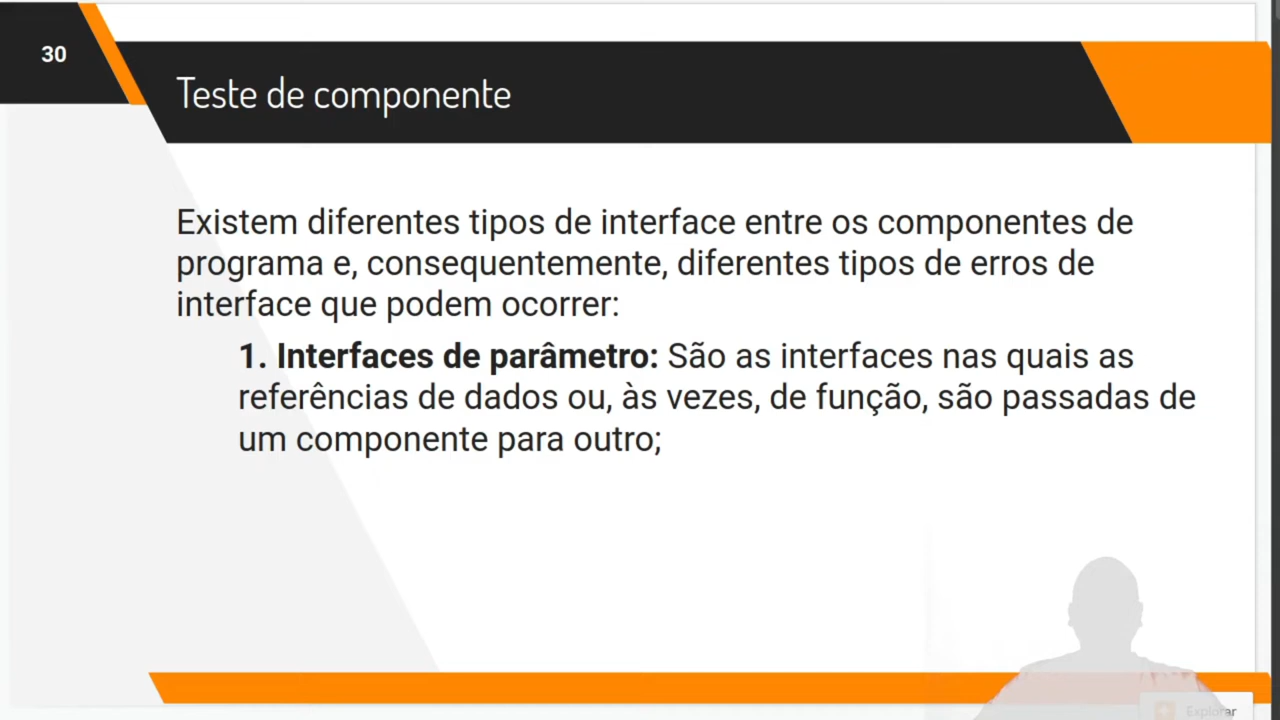 30
Teste de componente
Existem diferentes tipos de interface entre os componentes de
programa e, consequentemente, diferentes tipos de erros de
interface que podem ocorrer:
1. Interfaces de parâmetro: São as interfaces nas quais as
referências de dados ou, às vezes, de função, são passadas de
um componente para outro;
Explorar